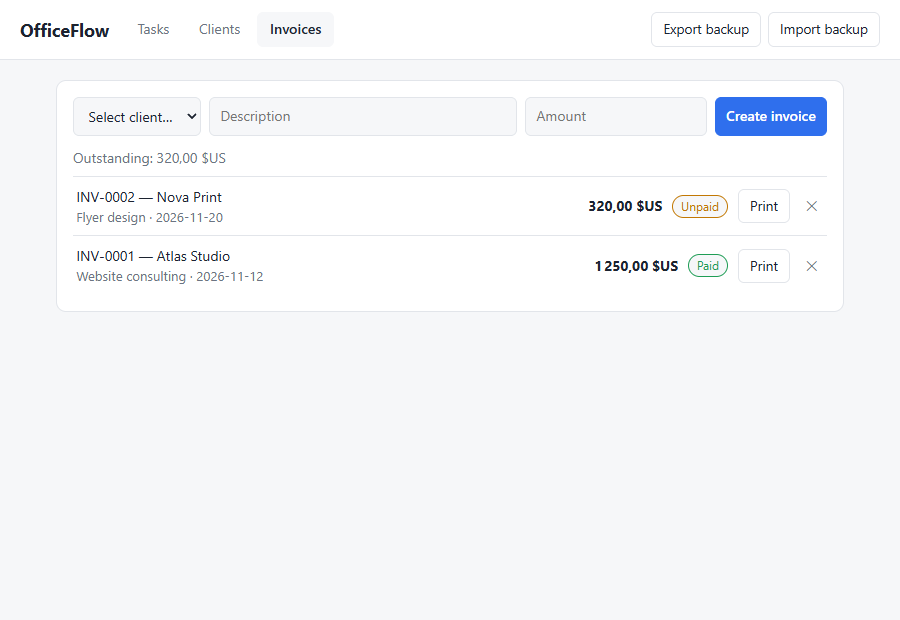 OfficeFlow Tasks Clients Invoices Export backup Import backup
Select client... Description Amount Create invoice
Outstanding: 320,00 $US
INV-0002 — Nova Print
Flyer design · 2026-11-20
320,00 $US Unpaid Print ×
INV-0001 — Atlas Studio
Website consulting · 2026-11-12
1 250,00 $US Paid Print ×